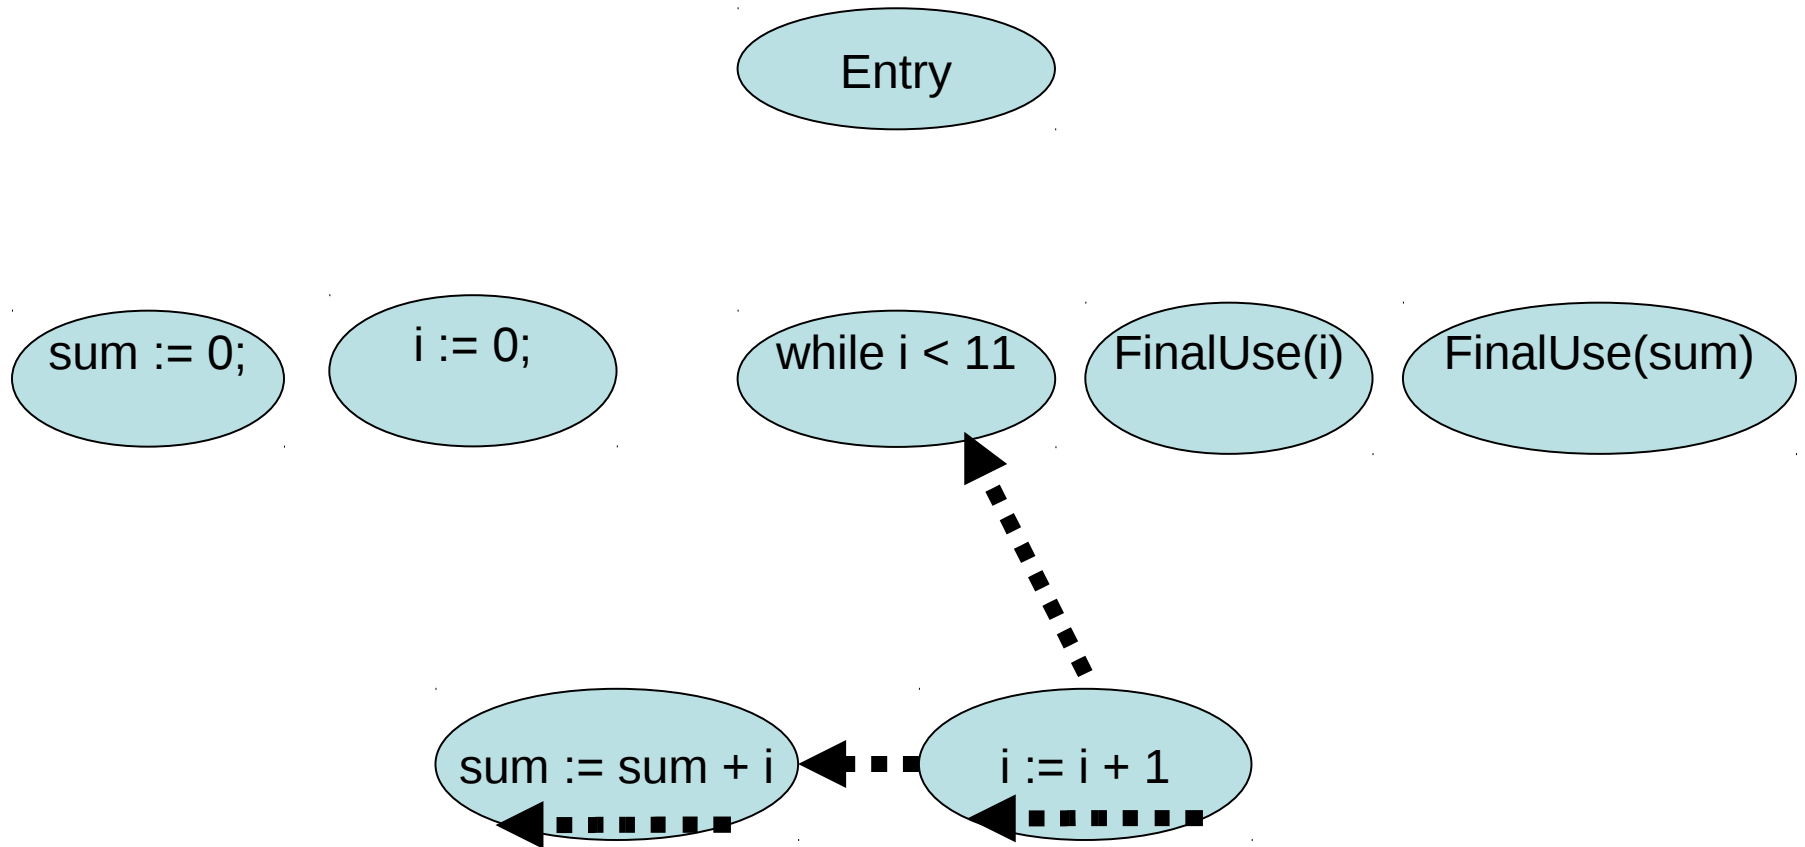 Entry
sum := 0;
i := 0;
while i < 11
FinalUse(i)
FinalUse(sum)
sum := sum + i
i := i + 1